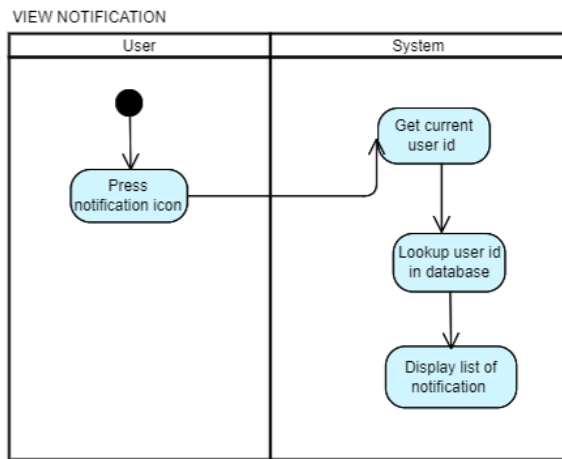 VIEW NOTIFICATION
User
System
Press
notification icon
Get current
user id
Lookup user id
in database
Display list of
notification